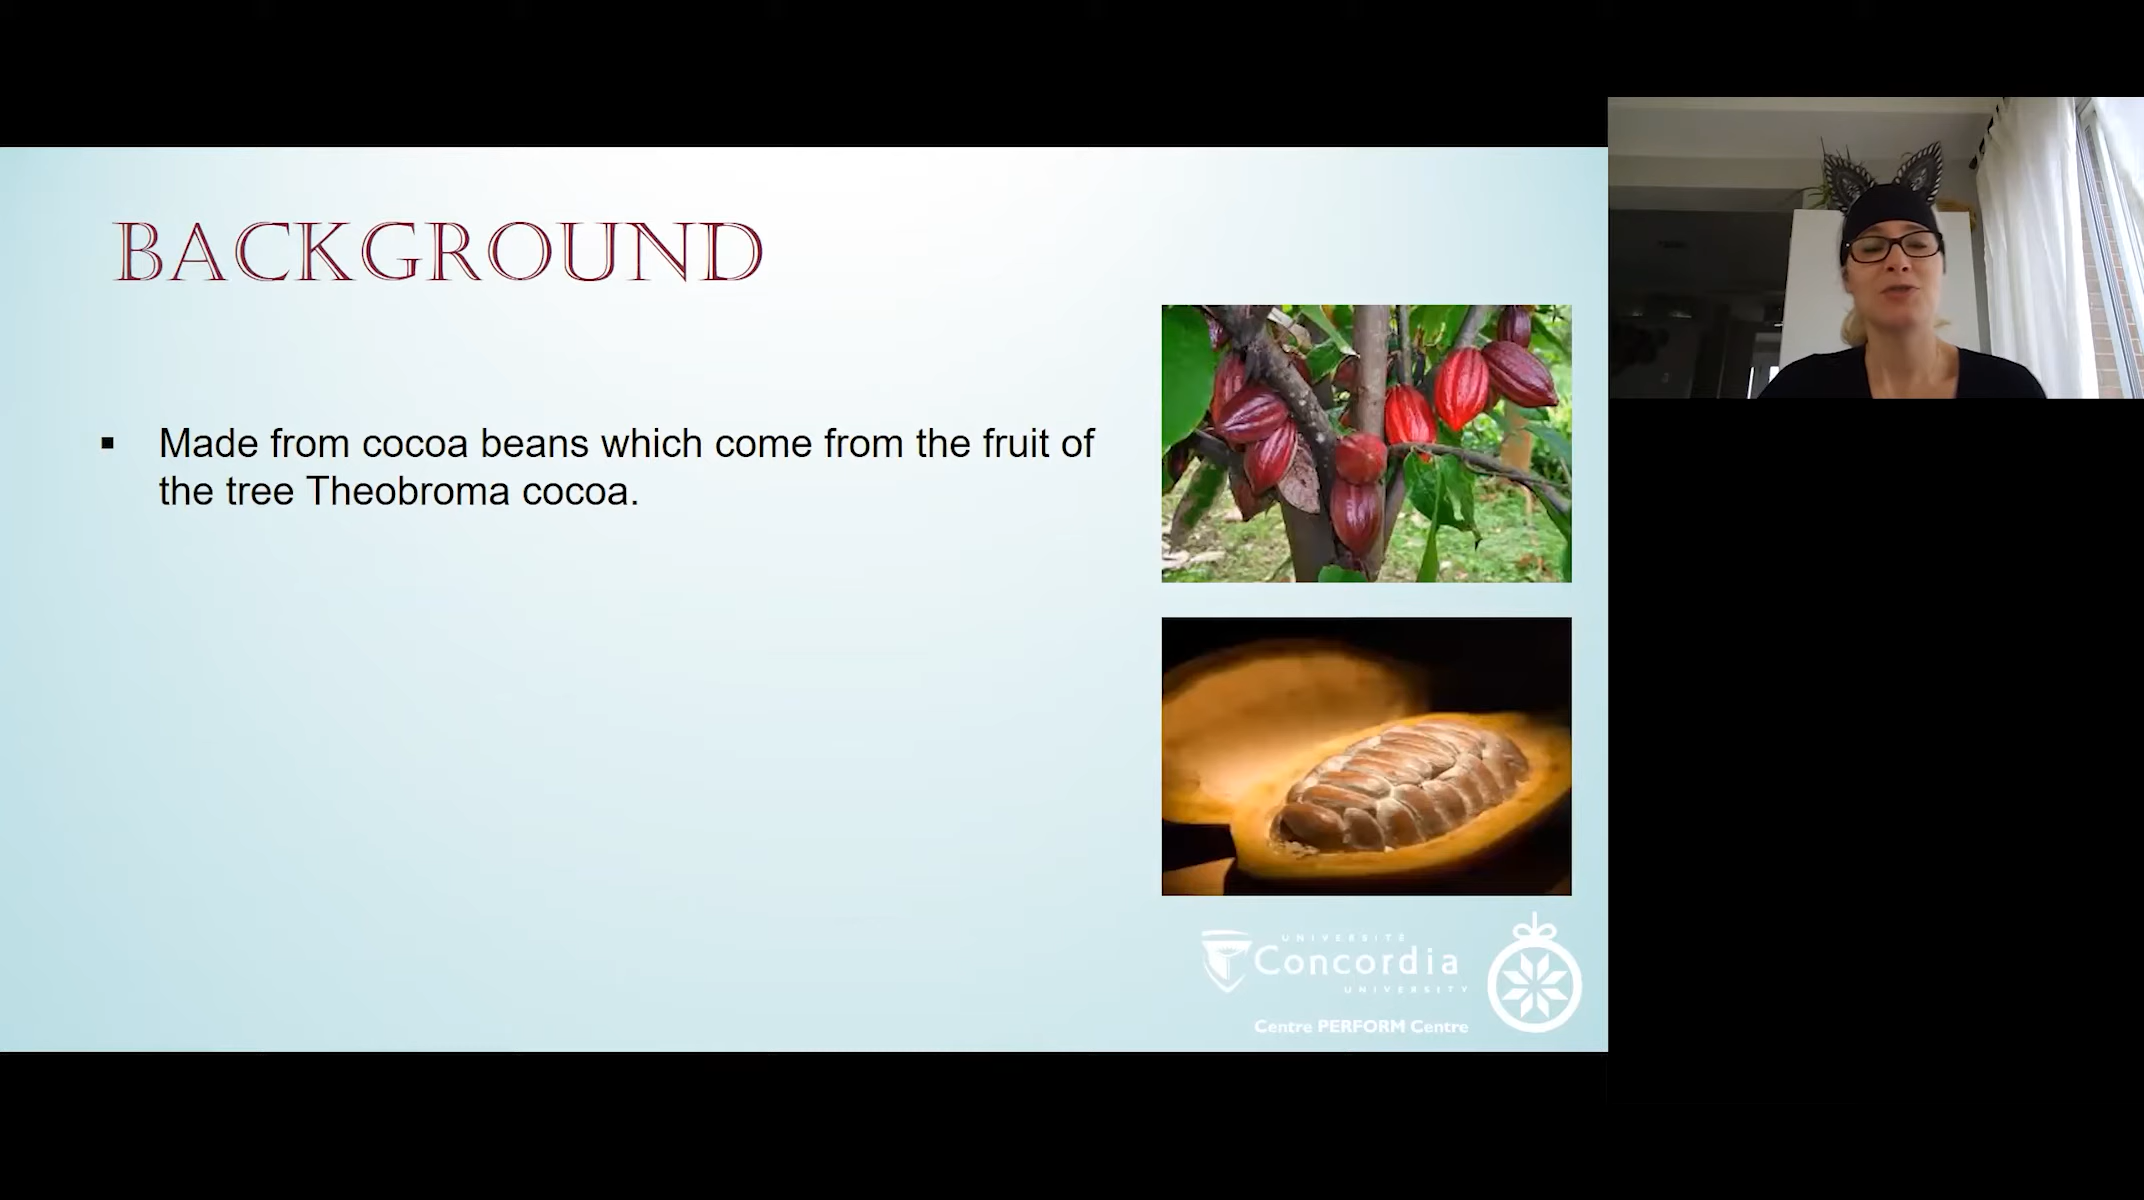 BACKGROUND
▪ Made from cocoa beans which come from the fruit of
the tree Theobroma cocoa.
UNIVERSITÉ
Concordia
UNIVERSITY
Centre PERFORM Centre